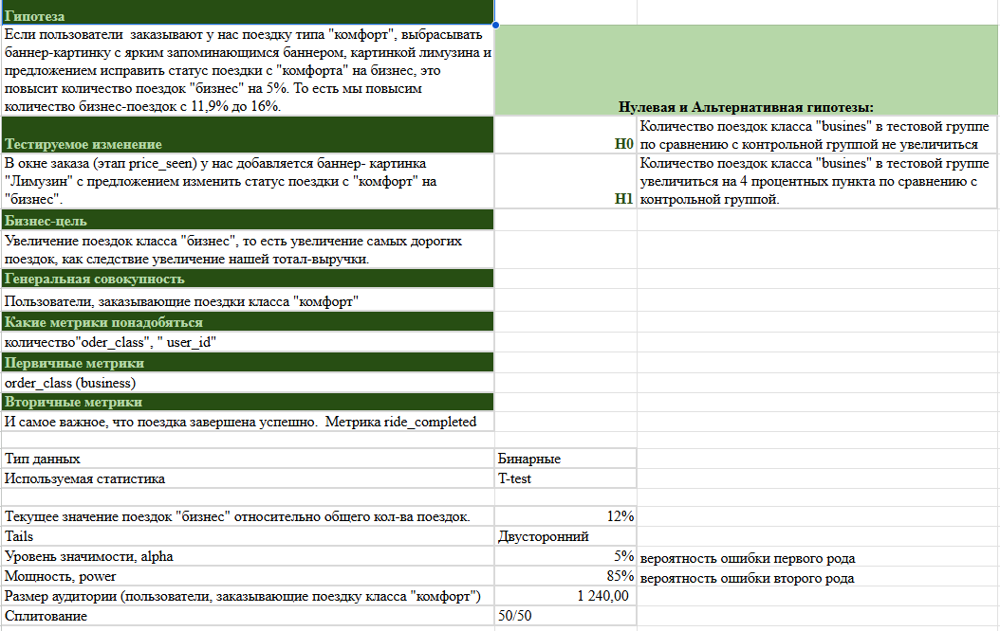 Гипотеза
Если пользователи заказывают у нас поездку типа "комфорт", выбрасывать
баннер-картинку с ярким запоминающимся баннером, картинкой лимузина и
предложением исправить статус поездки с "комфорта" на бизнес, это
повысит количество поездок "бизнес" на 5%. То есть мы повысим
количество бизнес-поездок с 11,9% до 16%.
Нулевая и Альтернативная гипотезы:
Тестируемое изменение
H0
Количество поездок класса "busines" в тестовой группе
по сравнению с контрольной группой не увеличиться
В окне заказа (этап price_seen) у нас добавляется баннер- картинка
"Лимузин" с предложением изменить статус поездки с "комфорт" на
"бизнес".
H1
Количество поездок класса "busines" в тестовой группе
увеличиться на 4 процентных пункта по сравнению с
контрольной группой.
Бизнес-цель
Увеличение поездок класса "бизнес", то есть увеличение самых дорогих
поездок, как следствие увеличение нашей тотал-выручки.
Генеральная совокупность
Пользователи, заказывающие поездки класса "комфорт"
Какие метрики понадобяться
количество"oder_class", " user_id"
Первичные метрики
order_class (business)
Вторичные метрики
И самое важное, что поездка завершена успешно. Метрика ride_completed
Тип данных Бинарные
Используемая статистика T-test
Текущее значение поездок "бизнес" относительно общего кол-ва поездок. 12%
Tails Двусторонний
Уровень значимости, alpha 5% вероятность ошибки первого рода
Мощность, power 85% вероятность ошибки второго рода
Размер аудитории (пользователи, заказывающие поездку класса "комфорт") 1 240,00
Сплитование 50/50